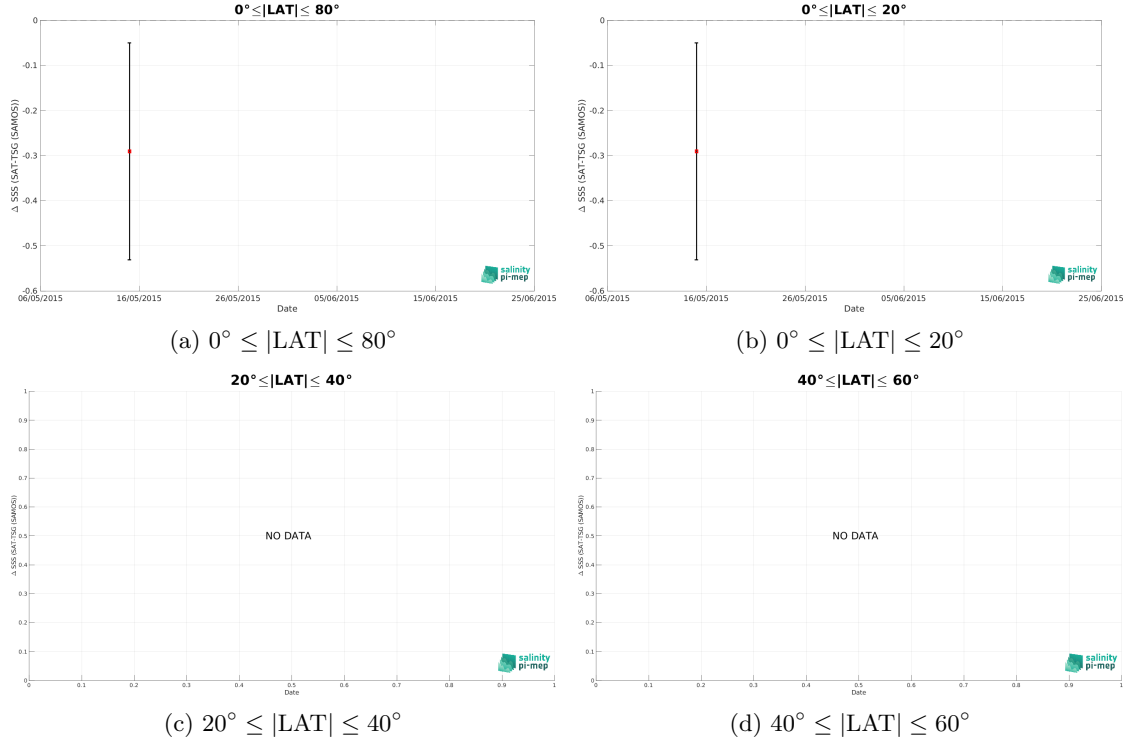 0°≤|LAT|≤ 80°
0
-0.1
-0.2
-0.3
-0.4
-0.5
-0.6
Δ SSS (SAT-TSG (SAMOS))
06/05/2015 16/05/2015 26/05/2015 05/06/2015 15/06/2015 25/06/2015
Date
salinity
pi-mep
(a) 0° ≤ |LAT| ≤ 80°
0°≤|LAT|≤ 20°
0
-0.1
-0.2
-0.3
-0.4
-0.5
-0.6
Δ SSS (SAT-TSG (SAMOS))
06/05/2015 16/05/2015 26/05/2015 05/06/2015 15/06/2015 25/06/2015
Date
salinity
pi-mep
(b) 0° ≤ |LAT| ≤ 20°
20°≤|LAT|≤ 40°
1
0.9
0.8
0.7
0.6
0.5
0.4
0.3
0.2
0.1
0
Δ SSS (SAT-TSG (SAMOS))
NO DATA
0 0.1 0.2 0.3 0.4 0.5 0.6 0.7 0.8 0.9 1
Date
salinity
pi-mep
(c) 20° ≤ |LAT| ≤ 40°
40°≤|LAT|≤ 60°
1
0.9
0.8
0.7
0.6
0.5
0.4
0.3
0.2
0.1
0
Δ SSS (SAT-TSG (SAMOS))
NO DATA
0 0.1 0.2 0.3 0.4 0.5 0.6 0.7 0.8 0.9 1
Date
salinity
pi-mep
(d) 40° ≤ |LAT| ≤ 60°